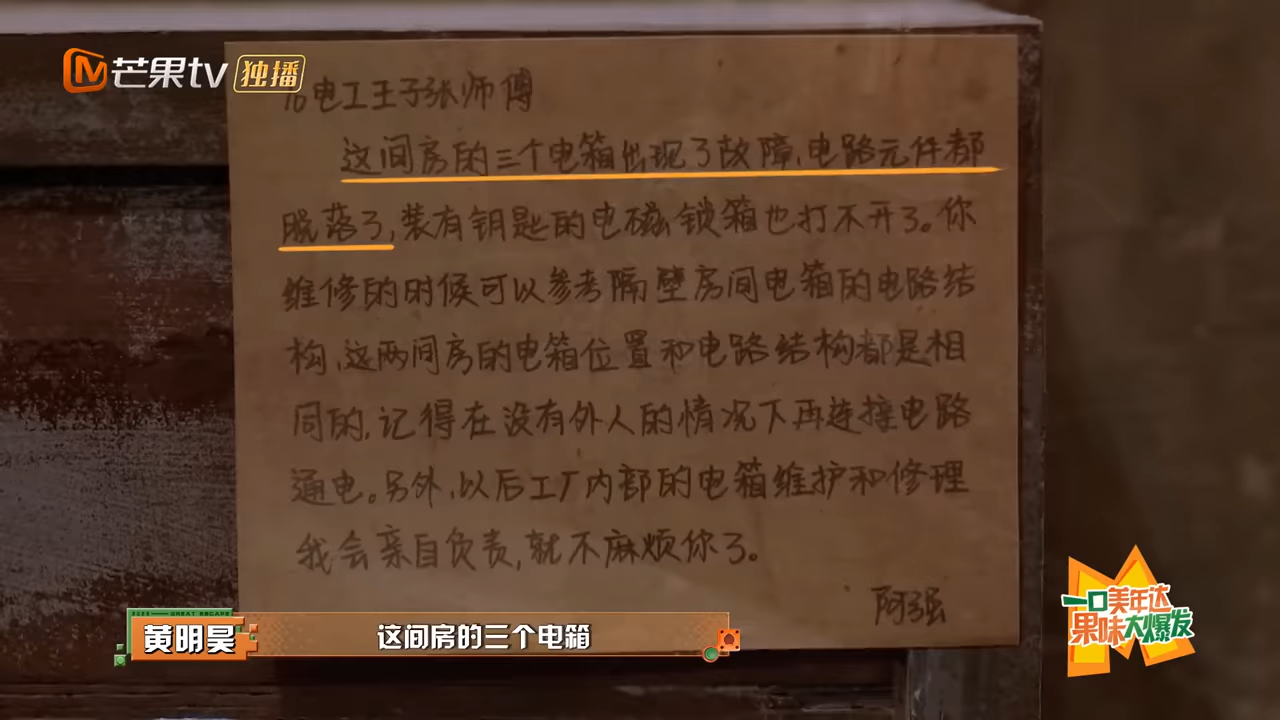 芒果tv 独播
给电工王子张师傅
这间房的三个电箱出现了故障,电路元件都
脱落了,装有钥匙的电磁锁箱也打不开了。你
维修的时候可以参考隔壁房间电箱的电路结
构,这两间房的电箱位置和电路结构都是相
同的,记得在没有外人的情况下再连接电路
通电。另外,以后工厂内部的电箱维护和修理
我会亲自负责,就不麻烦你了。
阿强
黄明昊
这间房的三个电箱
一口美年达
果味大爆发